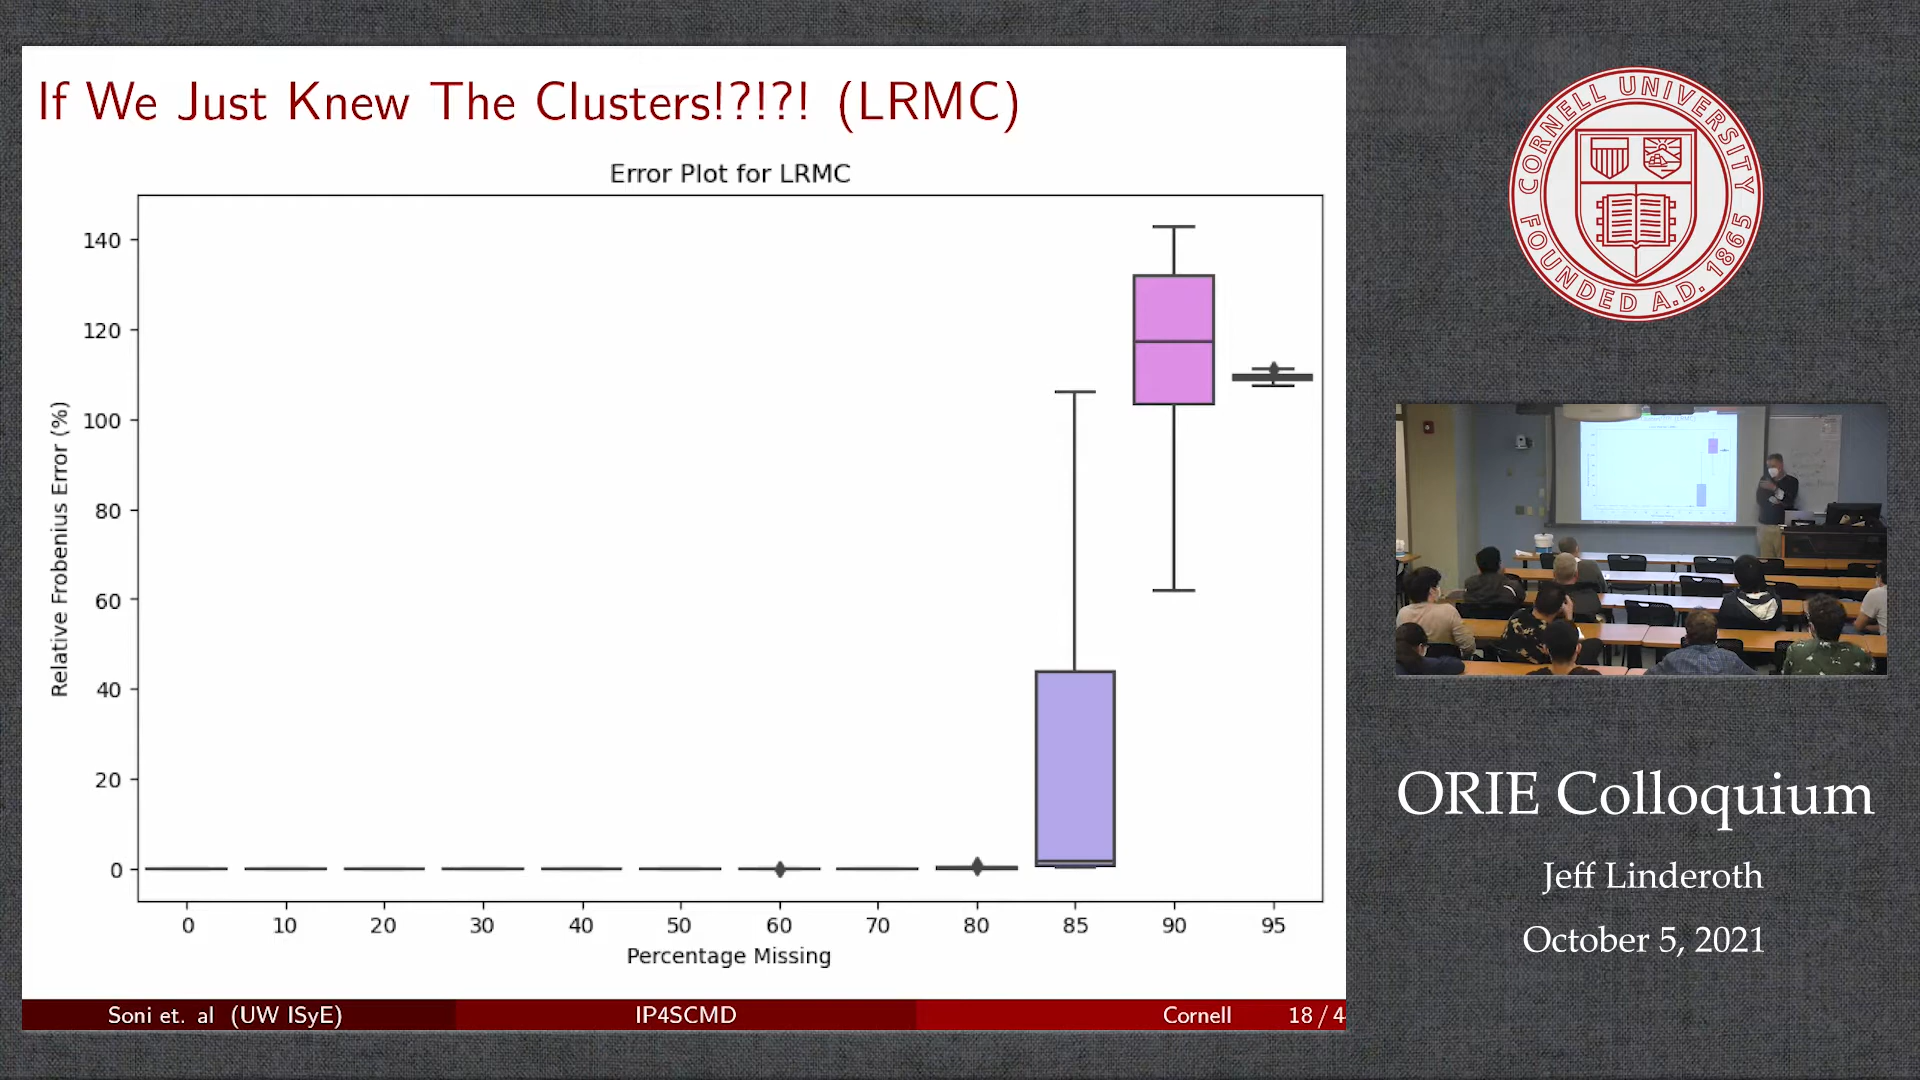 If We Just Knew The Clusters!?!?! (LRMC)
Error Plot for LRMC
140
120
100
80
60
40
20
0
Relative Frobenius Error (%)
0 10 20 30 40 50 60 70 80 85 90 95
Percentage Missing
Soni et. al (UW ISyE) IP4SCMD Cornell 18 / 4
CORNELL UNIVERSITY
FOUNDED A.D. 1865
ORIE Colloquium
Jeff Linderoth
October 5, 2021